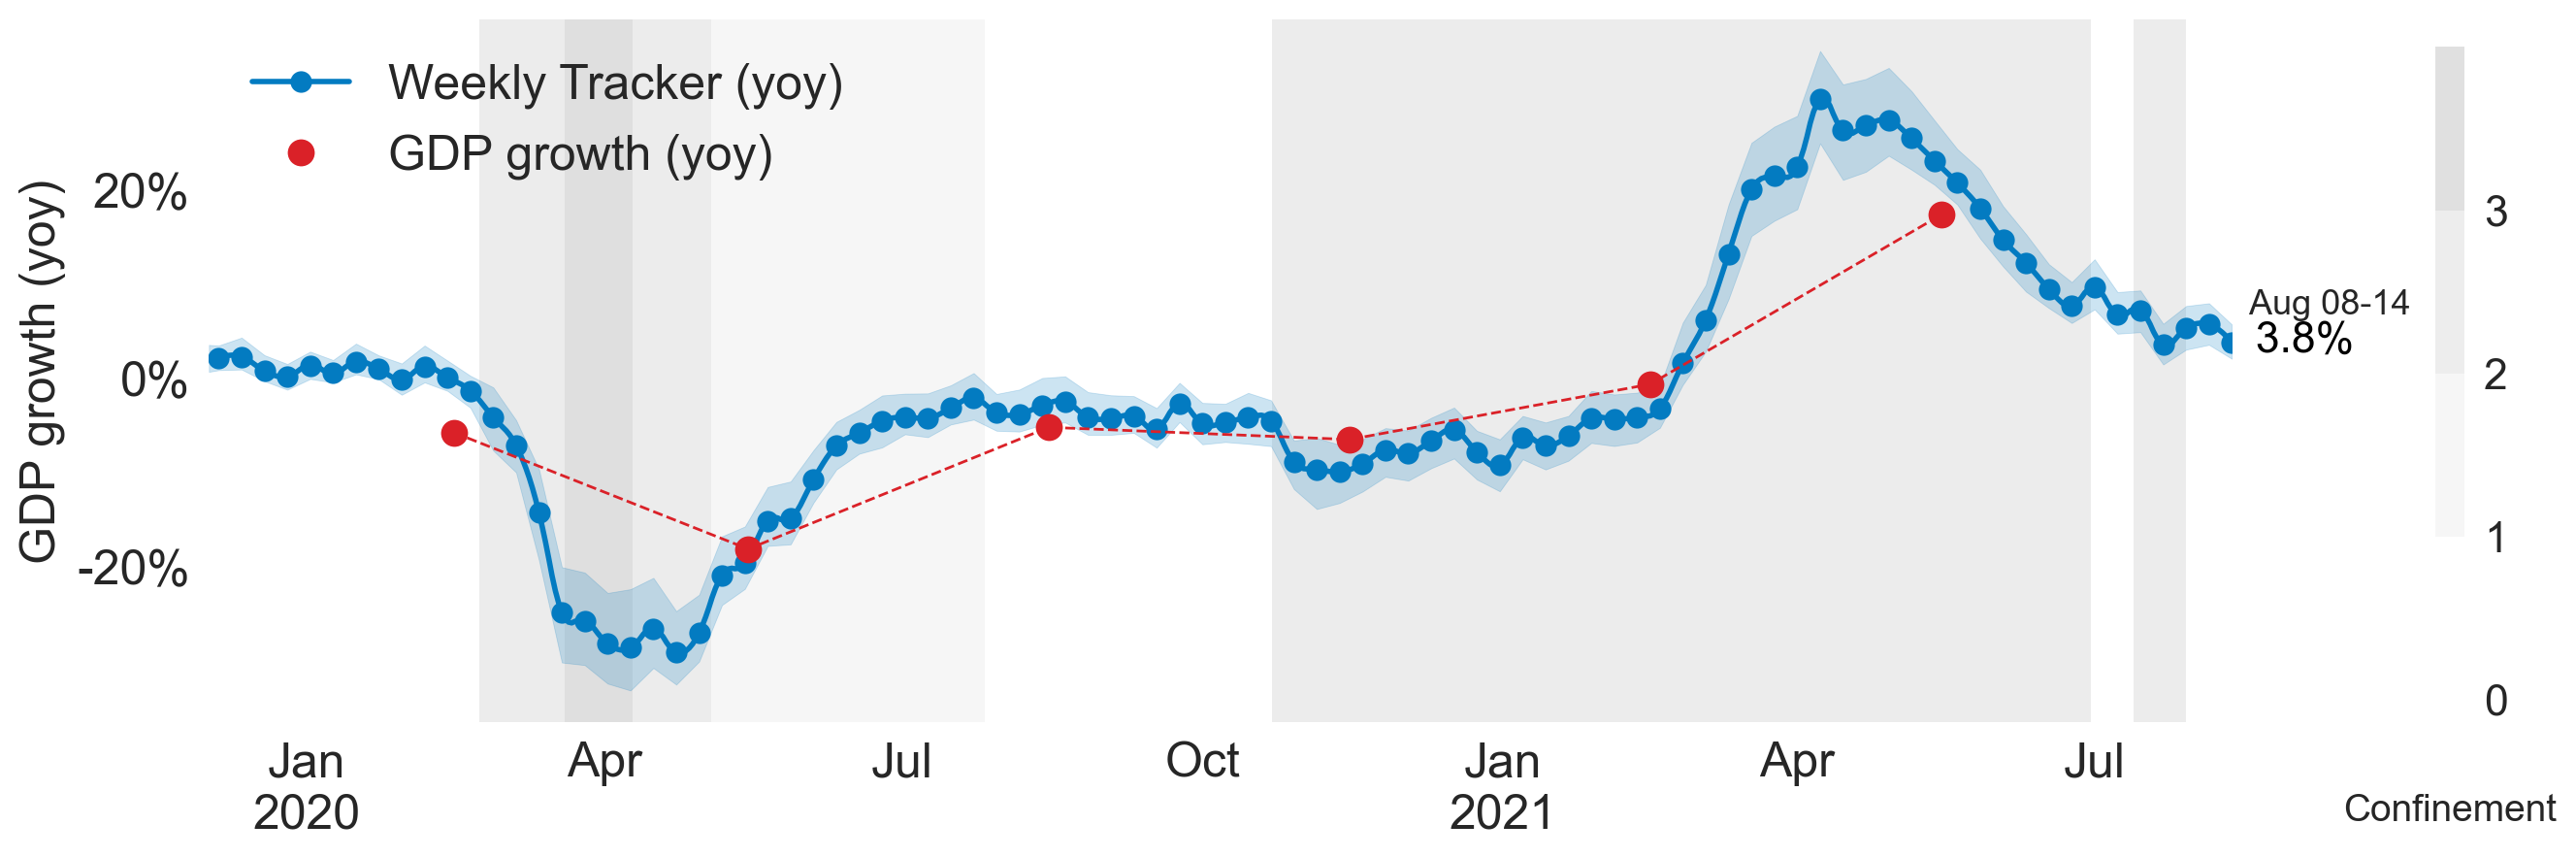 Weekly Tracker (yoy)
GDP growth (yoy)
GDP growth (yoy)
20%
0%
-20%
Jan
2020
Apr
Jul
Oct
Jan
2021
Apr
Jul
Aug 08-14
3.8%
3
2
1
0
Confinement